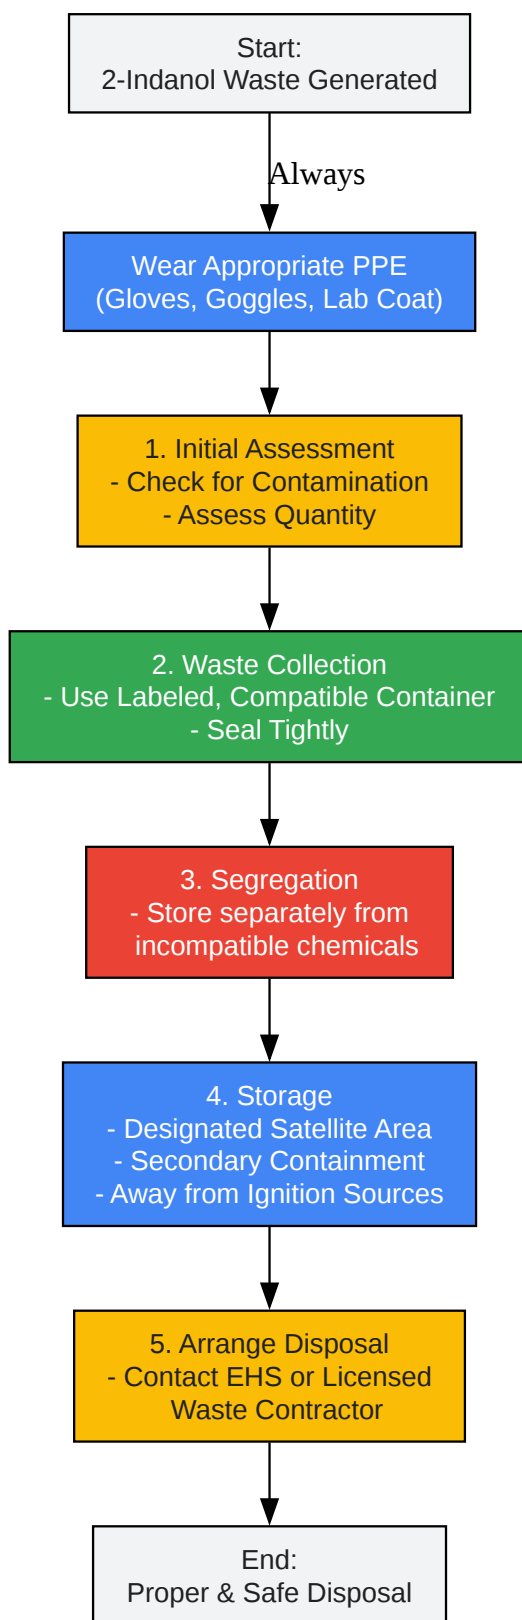 Start:
2-Indanol Waste Generated
Always
Wear Appropriate PPE
(Gloves, Goggles, Lab Coat)
1. Initial Assessment
- Check for Contamination
- Assess Quantity
2. Waste Collection
- Use Labeled, Compatible Container
- Seal Tightly
3. Segregation
- Store separately from
incompatible chemicals
4. Storage
- Designated Satellite Area
- Secondary Containment
- Away from Ignition Sources
5. Arrange Disposal
- Contact EHS or Licensed
Waste Contractor
End:
Proper & Safe Disposal